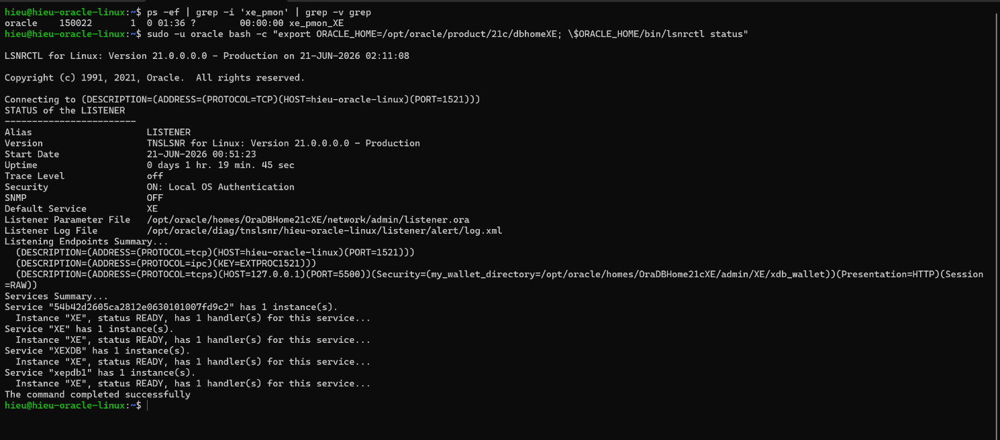 hieu@hieu-oracle-linux:~$ ps -ef | grep -i 'xe_pmon' | grep -v grep
oracle    150022       1  0 01:36 ?        00:00:00 xe_pmon_XE
hieu@hieu-oracle-linux:~$ sudo -u oracle bash -c "export ORACLE_HOME=/opt/oracle/product/21c/dbhomeXE; \$ORACLE_HOME/bin/lsnrctl status"

LSNRCTL for Linux: Version 21.0.0.0.0 - Production on 21-JUN-2026 02:11:08

Copyright (c) 1991, 2021, Oracle.  All rights reserved.

Connecting to (DESCRIPTION=(ADDRESS=(PROTOCOL=TCP)(HOST=hieu-oracle-linux)(PORT=1521)))
STATUS of the LISTENER
------------------------
Alias                     LISTENER
Version                   TNSLSNR for Linux: Version 21.0.0.0.0 - Production
Start Date                21-JUN-2026 00:51:23
Uptime                    0 days 1 hr. 19 min. 45 sec
Trace Level               off
Security                  ON: Local OS Authentication
SNMP                      OFF
Default Service           XE
Listener Parameter File   /opt/oracle/homes/OraDBHome21cXE/network/admin/listener.ora
Listener Log File         /opt/oracle/diag/tnslsnr/hieu-oracle-linux/listener/alert/log.xml
Listening Endpoints Summary...
  (DESCRIPTION=(ADDRESS=(PROTOCOL=tcp)(HOST=hieu-oracle-linux)(PORT=1521)))
  (DESCRIPTION=(ADDRESS=(PROTOCOL=ipc)(KEY=EXTPROC1521)))
  (DESCRIPTION=(ADDRESS=(PROTOCOL=tcps)(HOST=127.0.0.1)(PORT=5500))(Security=(my_wallet_directory=/opt/oracle/homes/OraDBHome21cXE/admin/XE/xdb_wallet))(Presentation=HTTP)(Session
=RAW))
Services Summary...
Service "54b42d2605ca2812e0630101007fd9c2" has 1 instance(s).
  Instance "XE", status READY, has 1 handler(s) for this service...
Service "XE" has 1 instance(s).
  Instance "XE", status READY, has 1 handler(s) for this service...
Service "XEXDB" has 1 instance(s).
  Instance "XE", status READY, has 1 handler(s) for this service...
Service "xepdb1" has 1 instance(s).
  Instance "XE", status READY, has 1 handler(s) for this service...
The command completed successfully
hieu@hieu-oracle-linux:~$